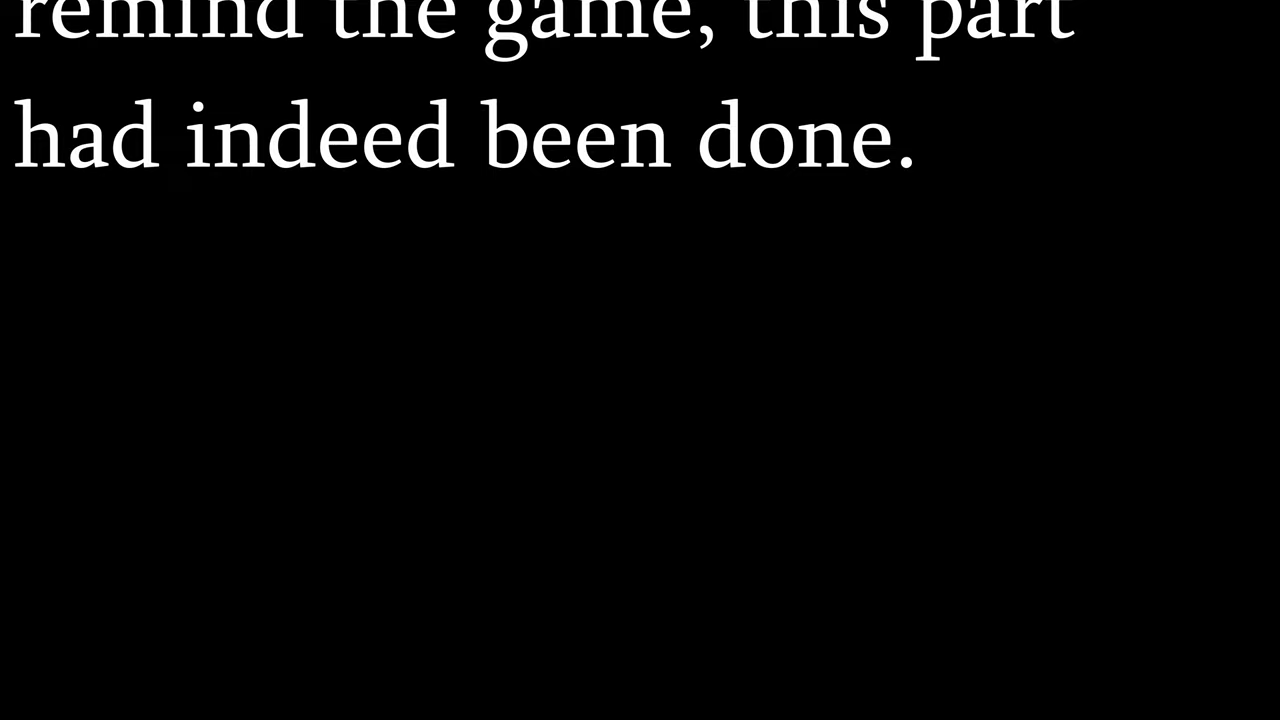 remind the game, this part
had indeed been done.